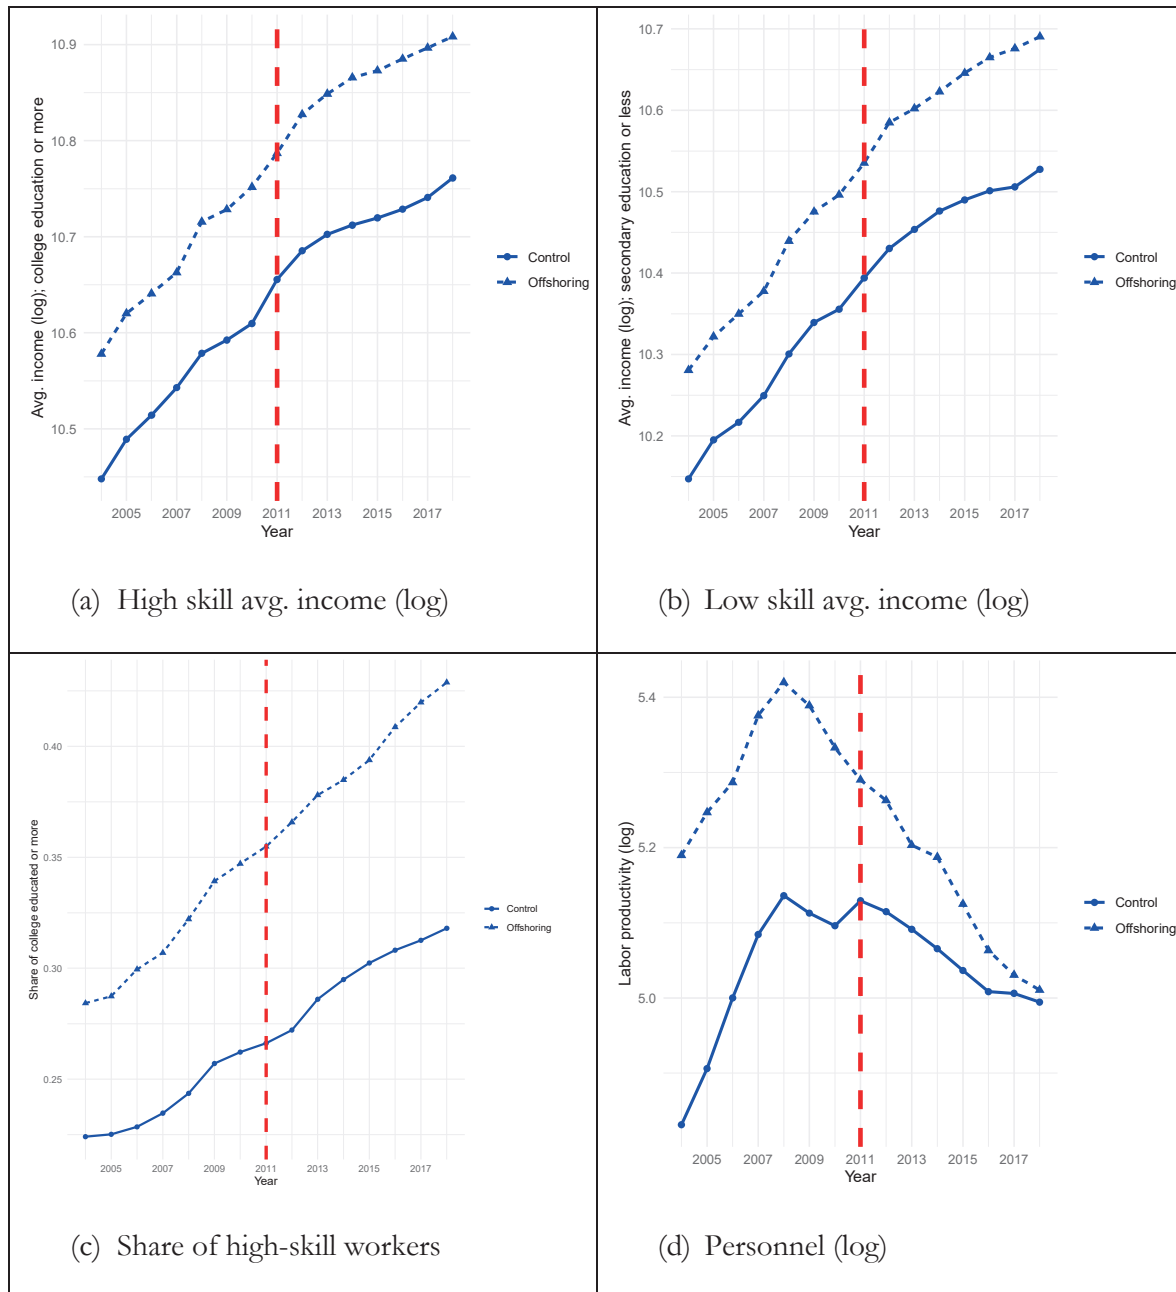 Avg. income (log); college education or more
10.9
10.8
10.7
10.6
10.5
2005 2007 2009 2011 2013 2015 2017
Year
Control
Offshoring
(a) High skill avg. income (log)
Avg. income (log); secondary education or less
10.7
10.6
10.5
10.4
10.3
10.2
2005 2007 2009 2011 2013 2015 2017
Year
Control
Offshoring
(b) Low skill avg. income (log)
Share of college educated or more
0.40
0.35
0.30
0.25
2005 2007 2009 2011 2013 2015 2017
Year
Control
Offshoring
(c) Share of high-skill workers
Labor productivity (log)
5.4
5.2
5.0
2005 2007 2009 2011 2013 2015 2017
Year
Control
Offshoring
(d) Personnel (log)